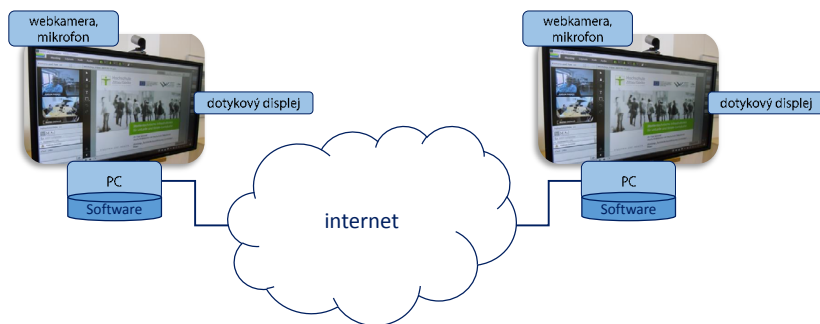 webkamera,
mikrofon
dotykový displej
PC
Software
internet
webkamera,
mikrofon
dotykový displej
PC
Software